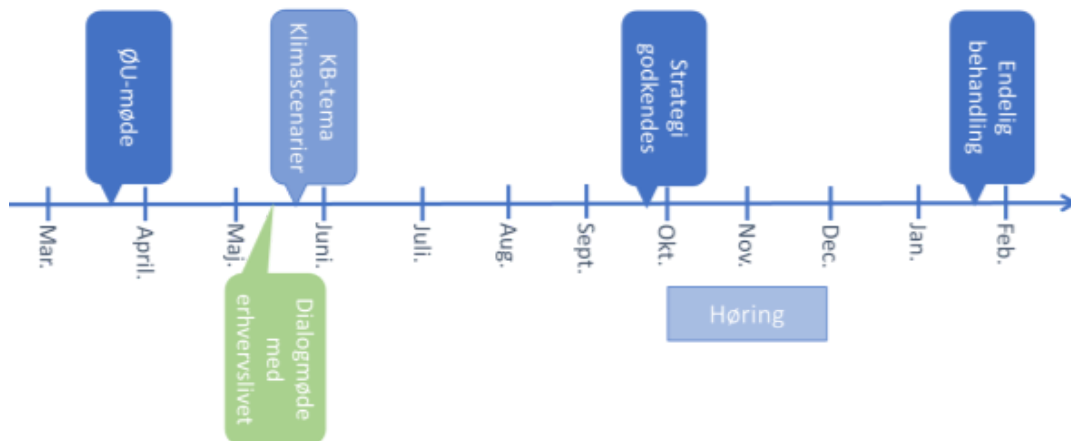 ØU-møde
KB-tema
Klimascenarier
Strategi
godkendes
Endelig
behandling
Mar.
April.
Maj.
Juni.
Juli.
Aug.
Sept.
Okt.
Nov.
Dec.
Jan.
Feb.
Dialogmøde
med
erhvervslivet
Høring